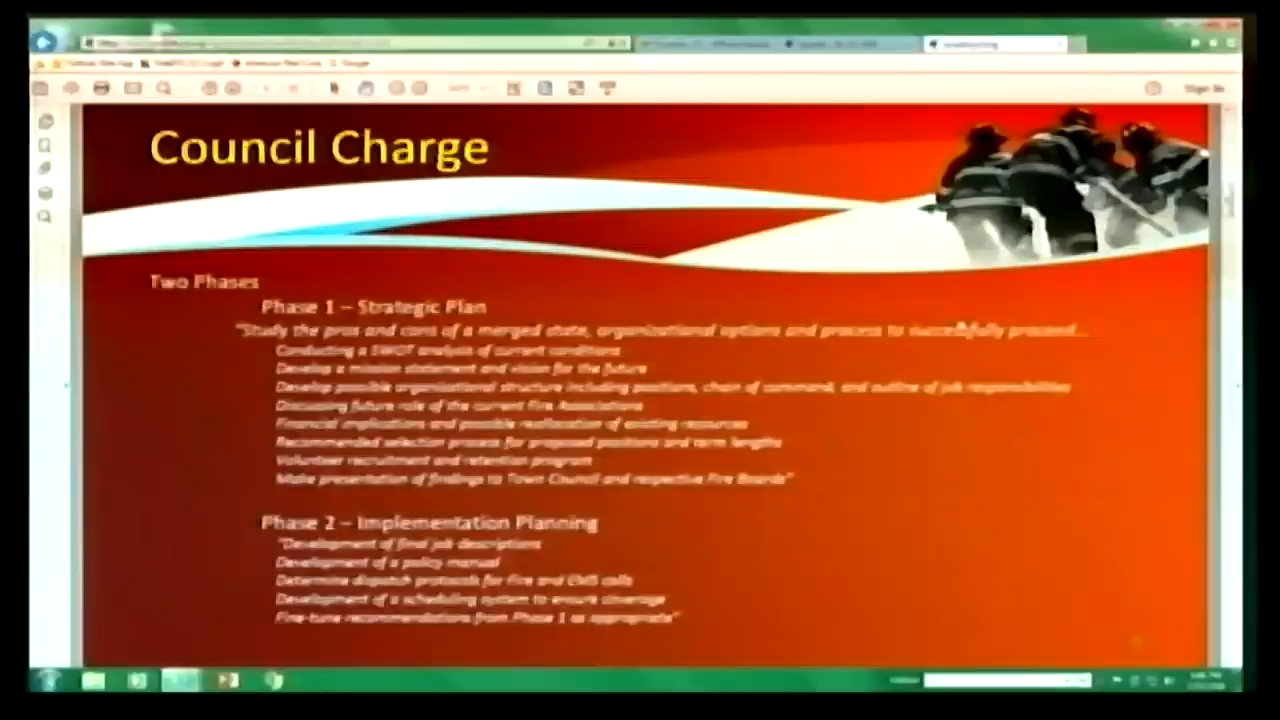 Sign In
Council Charge
Two Phases
Phase 1 – Strategic Plan
"Study the pros and cons of a merged state, organizational options and process to successfully proceed...
Conducting a SWOT analysis of current conditions
Develop a mission statement and vision for the future
Develop possible organizational structure including positions, chain of command, and outline of job responsibilities
Discussing future role of the current Fire Associations
Financial implications and possible reallocation of existing resources
Recommended selection process for proposed positions and term lengths
Volunteer recruitment and retention program
Make presentation of findings to Town Council and respective Fire Boards"
Phase 2 – Implementation Planning
"Development of final job descriptions
Development of a policy manual
Determine dispatch protocols for Fire and EMS calls
Development of a scheduling system to ensure coverage
Fine-tune recommendations from Phase 1 as appropriate"